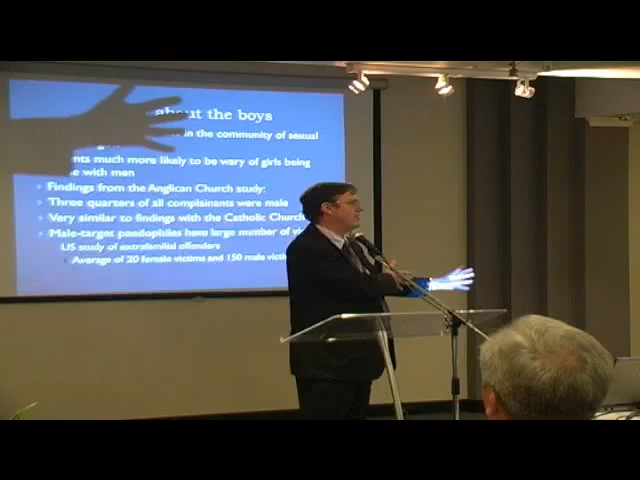 about the boys
in the community of sexual
much more likely to be wary of girls being
with men
Findings from the Anglican Church study:
Three quarters of all complainants were male
Very similar to findings with the Catholic Church
Male-target paedophiles have large number of
US study of extrafamilial offenders
Average of 20 female victims and 150 male